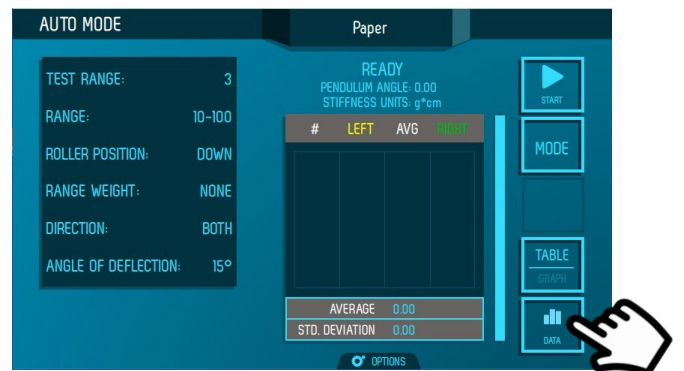 AUTO MODE
Paper
TEST RANGE: 3
RANGE: 10-100
ROLLER POSITION: DOWN
RANGE WEIGHT: NONE
DIRECTION: BOTH
ANGLE OF DEFLECTION: 15°
READY
PENDULUM ANGLE: 0.00
STIFFNESS UNITS: g*cm
# LEFT AVG RIGHT
AVERAGE 0.00
STD. DEVIATION 0.00
OPTIONS
START
MODE
TABLE
GRAPH
DATA